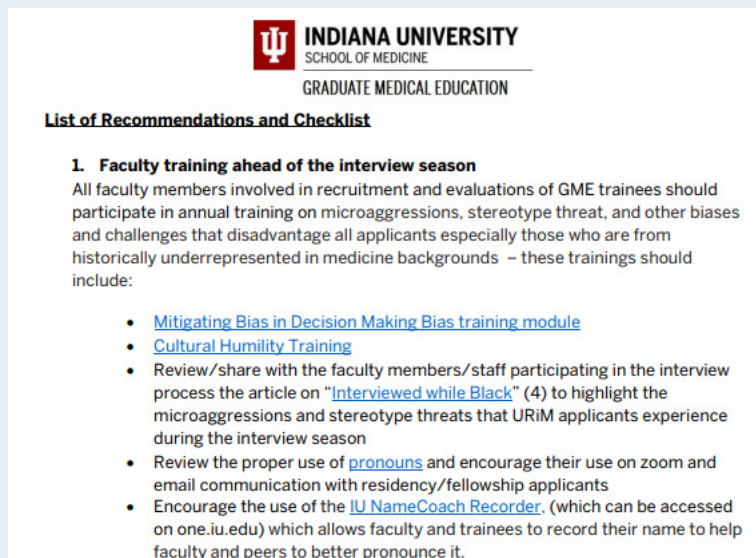 INDIANA UNIVERSITY
SCHOOL OF MEDICINE
GRADUATE MEDICAL EDUCATION
List of Recommendations and Checklist
1. Faculty training ahead of the interview season
All faculty members involved in recruitment and evaluations of GME trainees should
participate in annual training on microaggressions, stereotype threat, and other biases
and challenges that disadvantage all applicants especially those who are from
historically underrepresented in medicine backgrounds – these trainings should
include:
• Mitigating Bias in Decision Making Bias training module
• Cultural Humility Training
• Review/share with the faculty members/staff participating in the interview
process the article on “Interviewed while Black” (4) to highlight the
microaggressions and stereotype threats that URiM applicants experience
during the interview season
• Review the proper use of pronouns and encourage their use on zoom and
email communication with residency/fellowship applicants
• Encourage the use of the IU NameCoach Recorder, (which can be accessed
on one.iu.edu) which allows faculty and trainees to record their name to help
faculty and peers to better pronounce it.